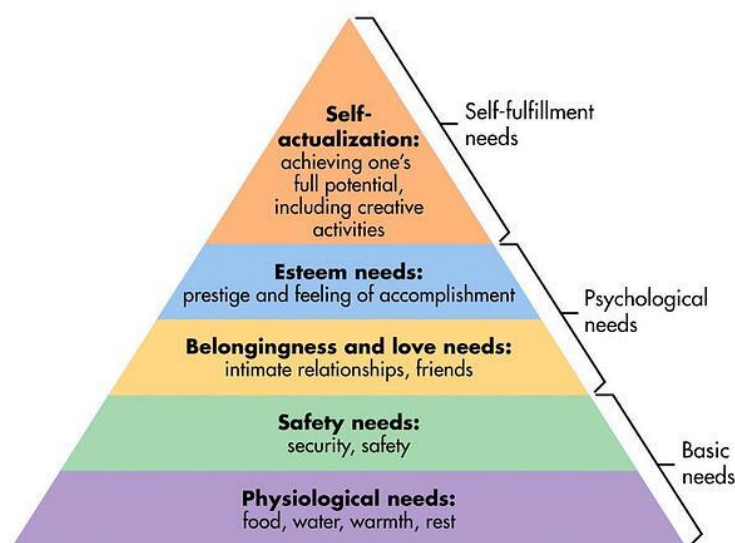 Self-
actualization:
achieving one's
full potential,
including creative
activities
Self-fulfillment
needs
Esteem needs:
prestige and feeling of accomplishment
Psychological
needs
Belongingness and love needs:
intimate relationships, friends
Safety needs:
security, safety
Basic
needs
Physiological needs:
food, water, warmth, rest